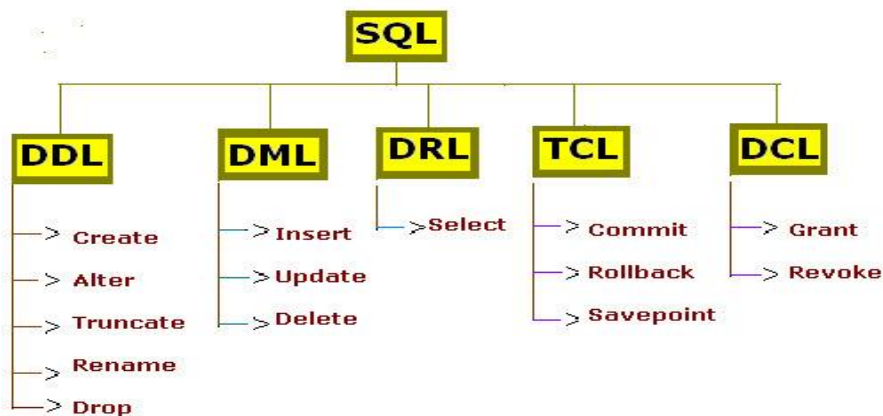 SQL
DDL
DML
DRL
TCL
DCL
Create
Alter
Truncate
Rename
Drop
Insert
Update
Delete
Select
Commit
Rollback
Savepoint
Grant
Revoke